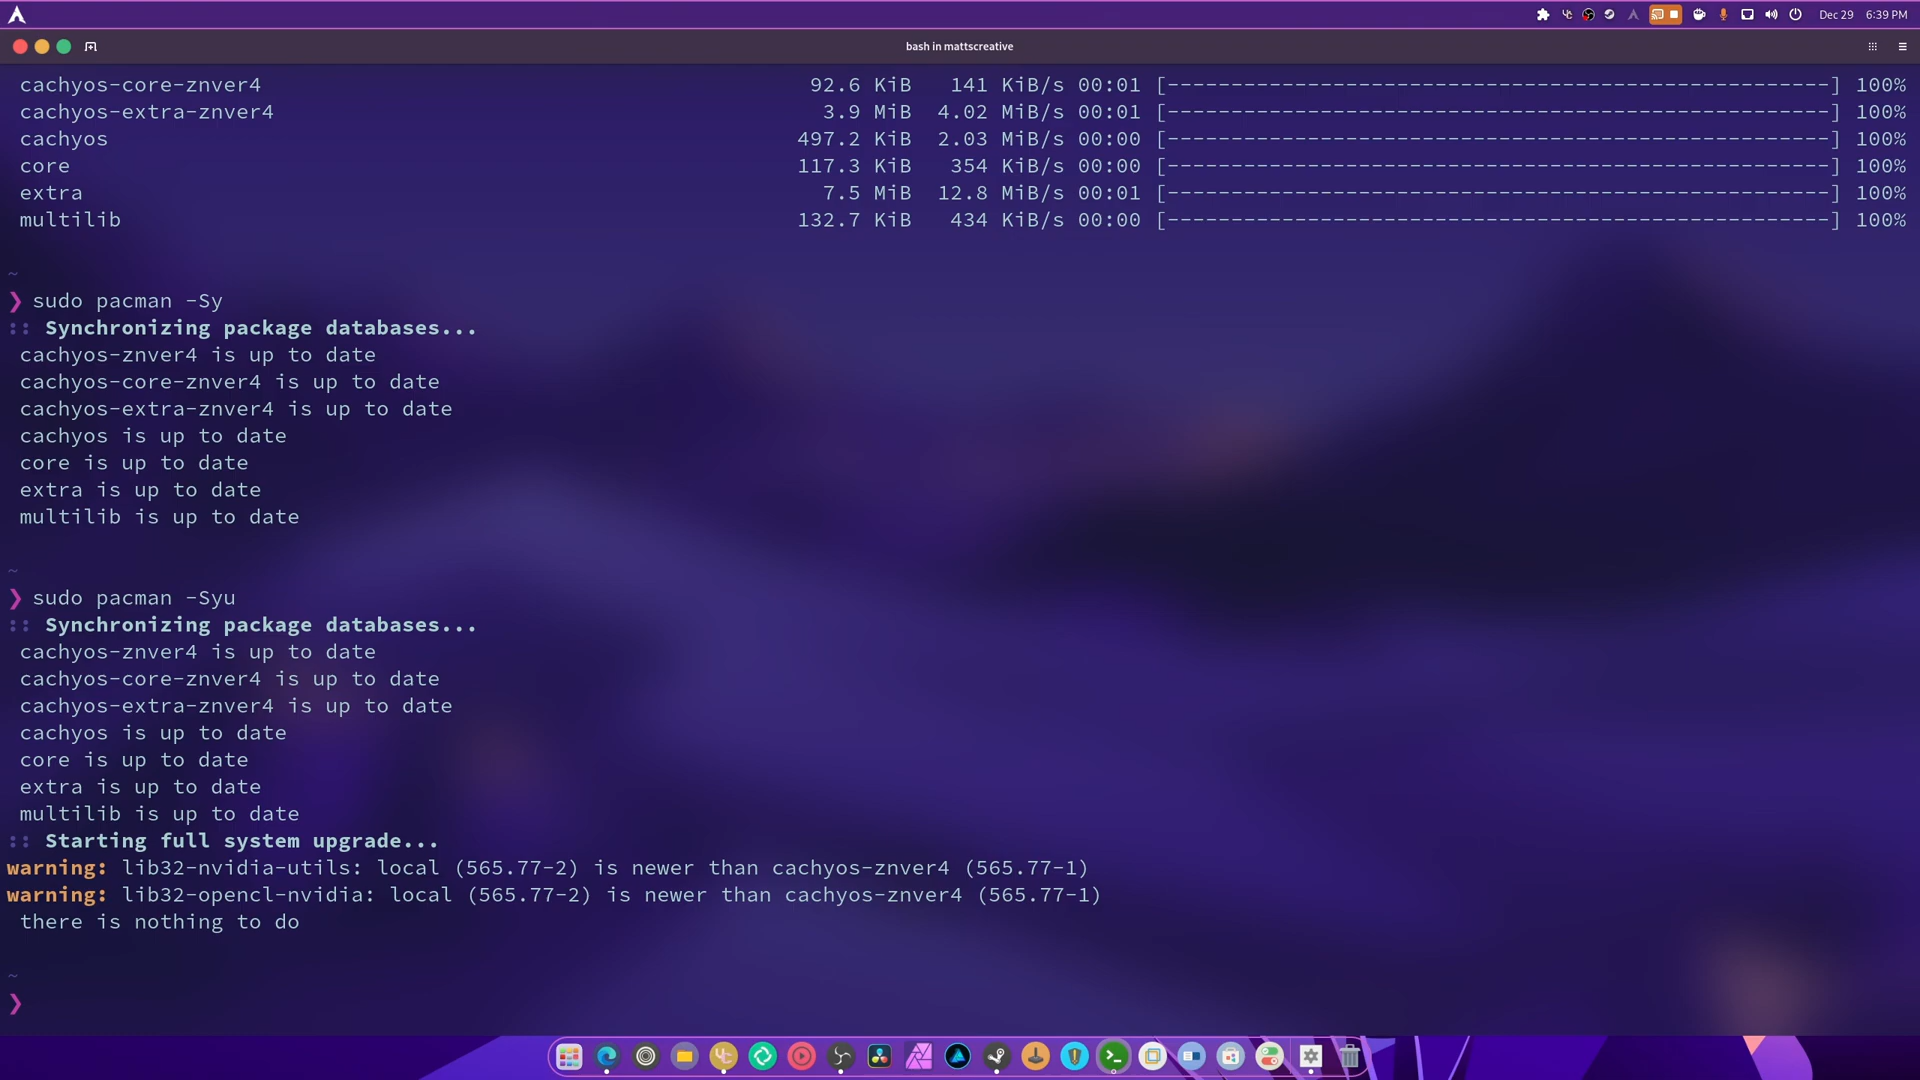 Dec 29 6:39 PM
bash in mattscreative
cachyos-core-znver4 92.6 KiB 141 KiB/s 00:01 [----------------------------------------------------] 100%
cachyos-extra-znver4 3.9 MiB 4.02 MiB/s 00:01 [----------------------------------------------------] 100%
cachyos 497.2 KiB 2.03 MiB/s 00:00 [----------------------------------------------------] 100%
core 117.3 KiB 354 KiB/s 00:00 [----------------------------------------------------] 100%
extra 7.5 MiB 12.8 MiB/s 00:01 [----------------------------------------------------] 100%
multilib 132.7 KiB 434 KiB/s 00:00 [----------------------------------------------------] 100%
~
❯ sudo pacman -Sy
:: Synchronizing package databases...
cachyos-znver4 is up to date
cachyos-core-znver4 is up to date
cachyos-extra-znver4 is up to date
cachyos is up to date
core is up to date
extra is up to date
multilib is up to date
~
❯ sudo pacman -Syu
:: Synchronizing package databases...
cachyos-znver4 is up to date
cachyos-core-znver4 is up to date
cachyos-extra-znver4 is up to date
cachyos is up to date
core is up to date
extra is up to date
multilib is up to date
:: Starting full system upgrade...
warning: lib32-nvidia-utils: local (565.77-2) is newer than cachyos-znver4 (565.77-1)
warning: lib32-opencl-nvidia: local (565.77-2) is newer than cachyos-znver4 (565.77-1)
there is nothing to do
~
❯